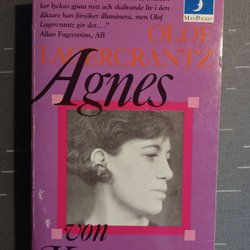 ker lyckas gjuta nytt och skälvande liv i den
diktare han försöker illuminera, men Olof
Lagercrantz gör det..."
Allan Fagerström, AB
MÅNPOCKET
OLOF
LAGERCRANTZ
Agnes
von